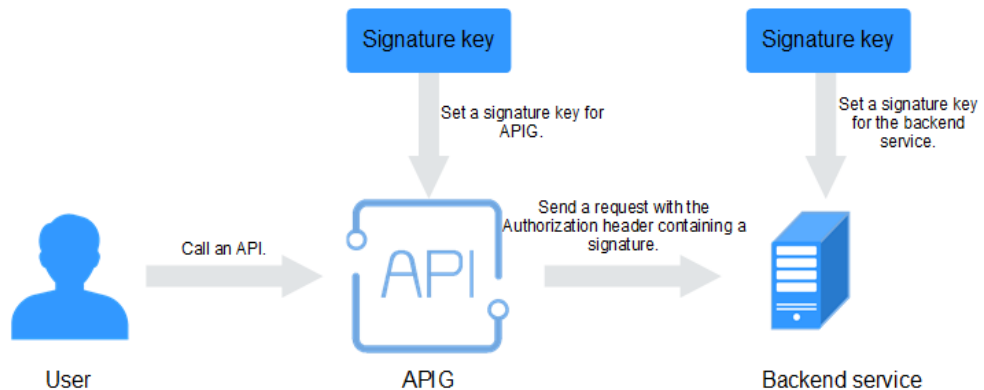 Signature key
Signature key
Set a signature key for
APIG.
Set a signature key
for the backend
service.
Call an API.
Send a request with the
Authorization header containing a
signature.
API
User
APIG
Backend service